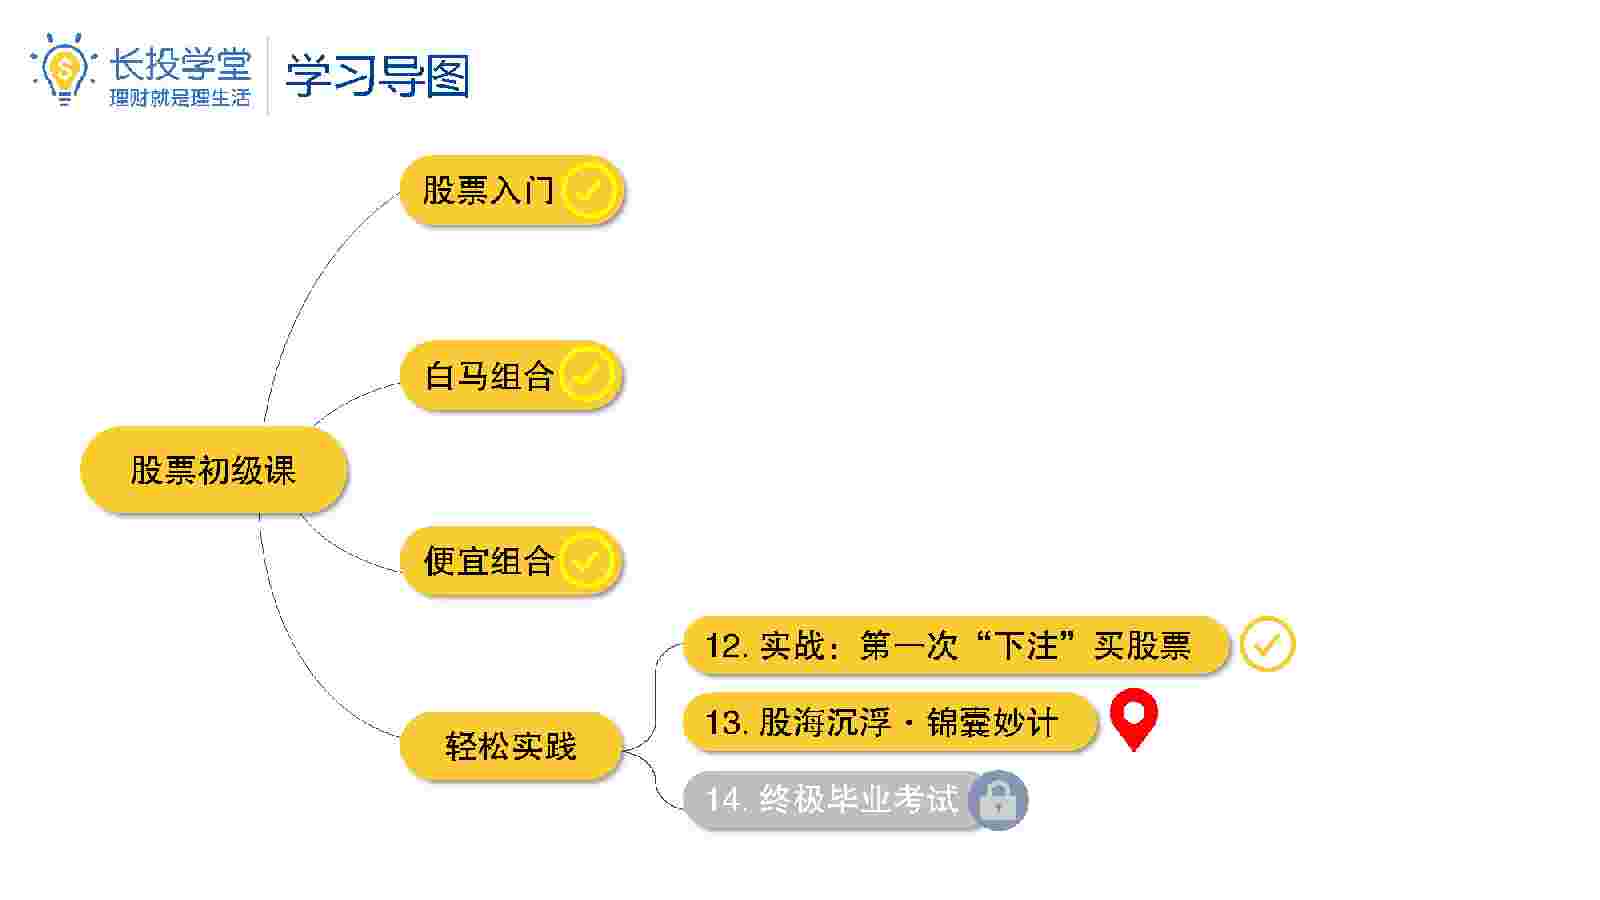 长投学堂
理财就是理生活
学习导图
股票入门
白马组合
股票初级课
便宜组合
12. 实战：第一次“下注”买股票
13. 股海沉浮·锦囊妙计
轻松实践
14. 终极毕业考试